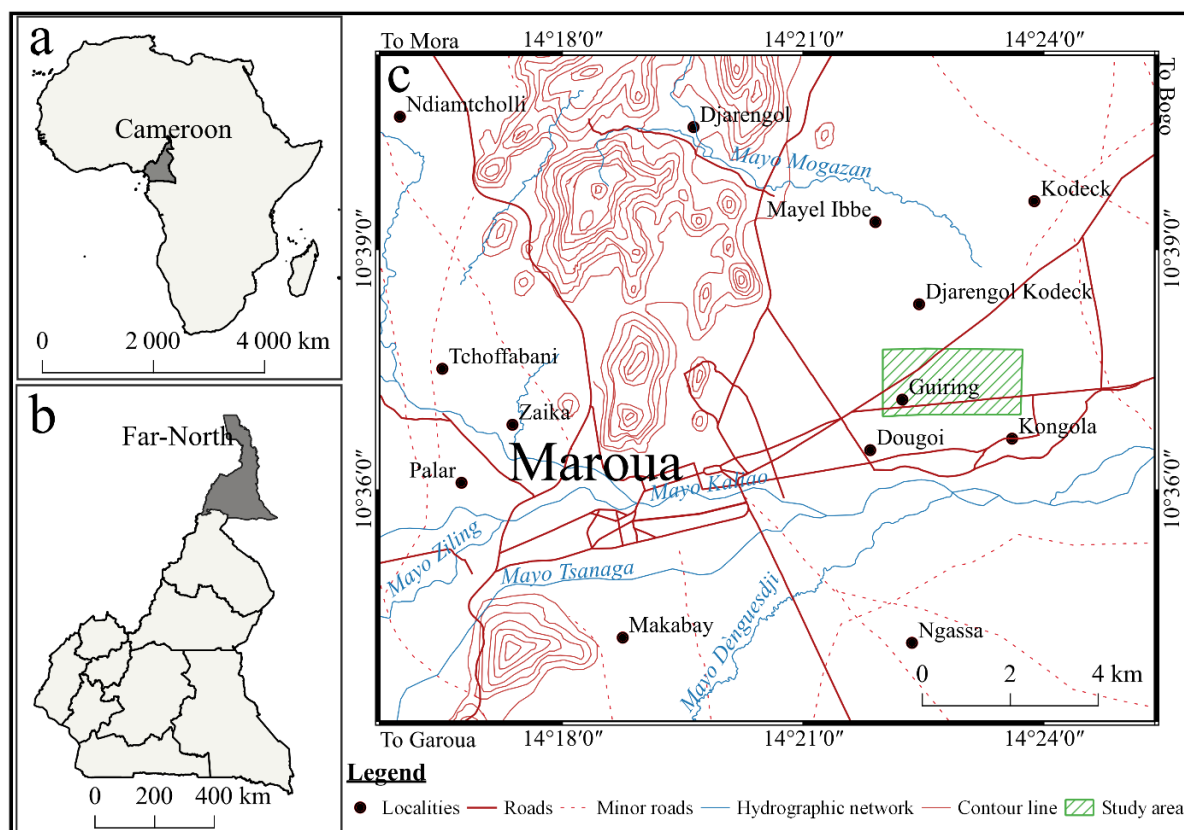 a
Cameroon
0 2 000 4 000 km
b
Far-North
0 200 400 km
To Mora 14°18′0″ 14°21′0″ 14°24′0″
To Bogo
c
Ndiamtcholli
Djarengol
Mayo Mogazan
Kodeck
Mayel Ibbe
10°39′0″ 10°39′0″
Djarengol Kodeck
Tchoffabani
Guiring
Zaika
Dougoi
Kongola
Maroua
Palar
Mayo Kaliao
10°36′0″ 10°36′0″
Mayo Ziling
Mayo Tsanaga
Mayo Dènguesdji
Makabay
Ngassa
0 2 4 km
To Garoua 14°18′0″ 14°21′0″ 14°24′0″
Legend
Localities Roads Minor roads Hydrographic network Contour line Study area